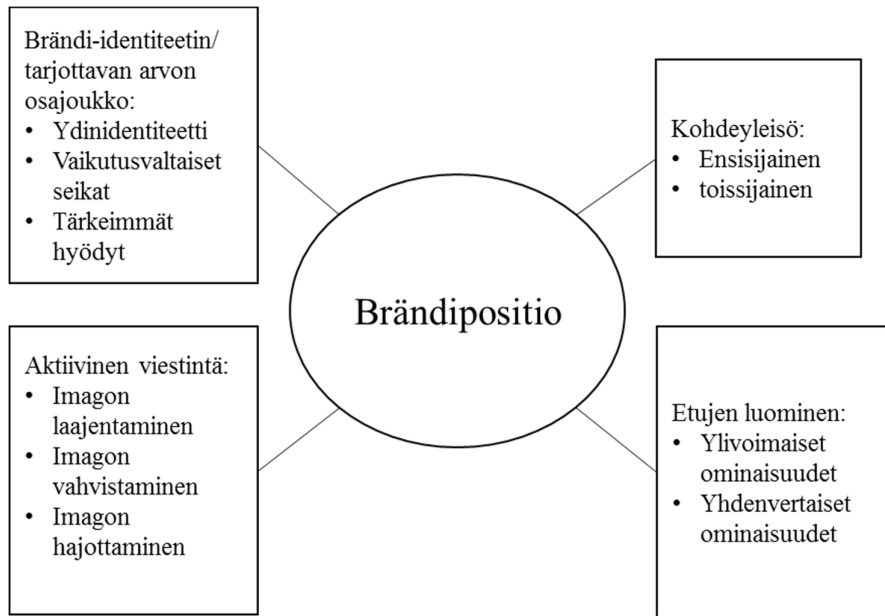 Brändi-identiteetin/
tarjottavan arvon
osajoukko:
• Ydinidentiteetti
• Vaikutusvaltaiset
seikat
• Tärkeimmät
hyödyt
Kohdeyleisö:
• Ensisijainen
• toissijainen
Brändipositio
Aktiivinen viestintä:
• Imagon
laajentaminen
• Imagon
vahvistaminen
• Imagon
hajottaminen
Etujen luominen:
• Ylivoimaiset
ominaisuudet
• Yhdenvertaiset
ominaisuudet